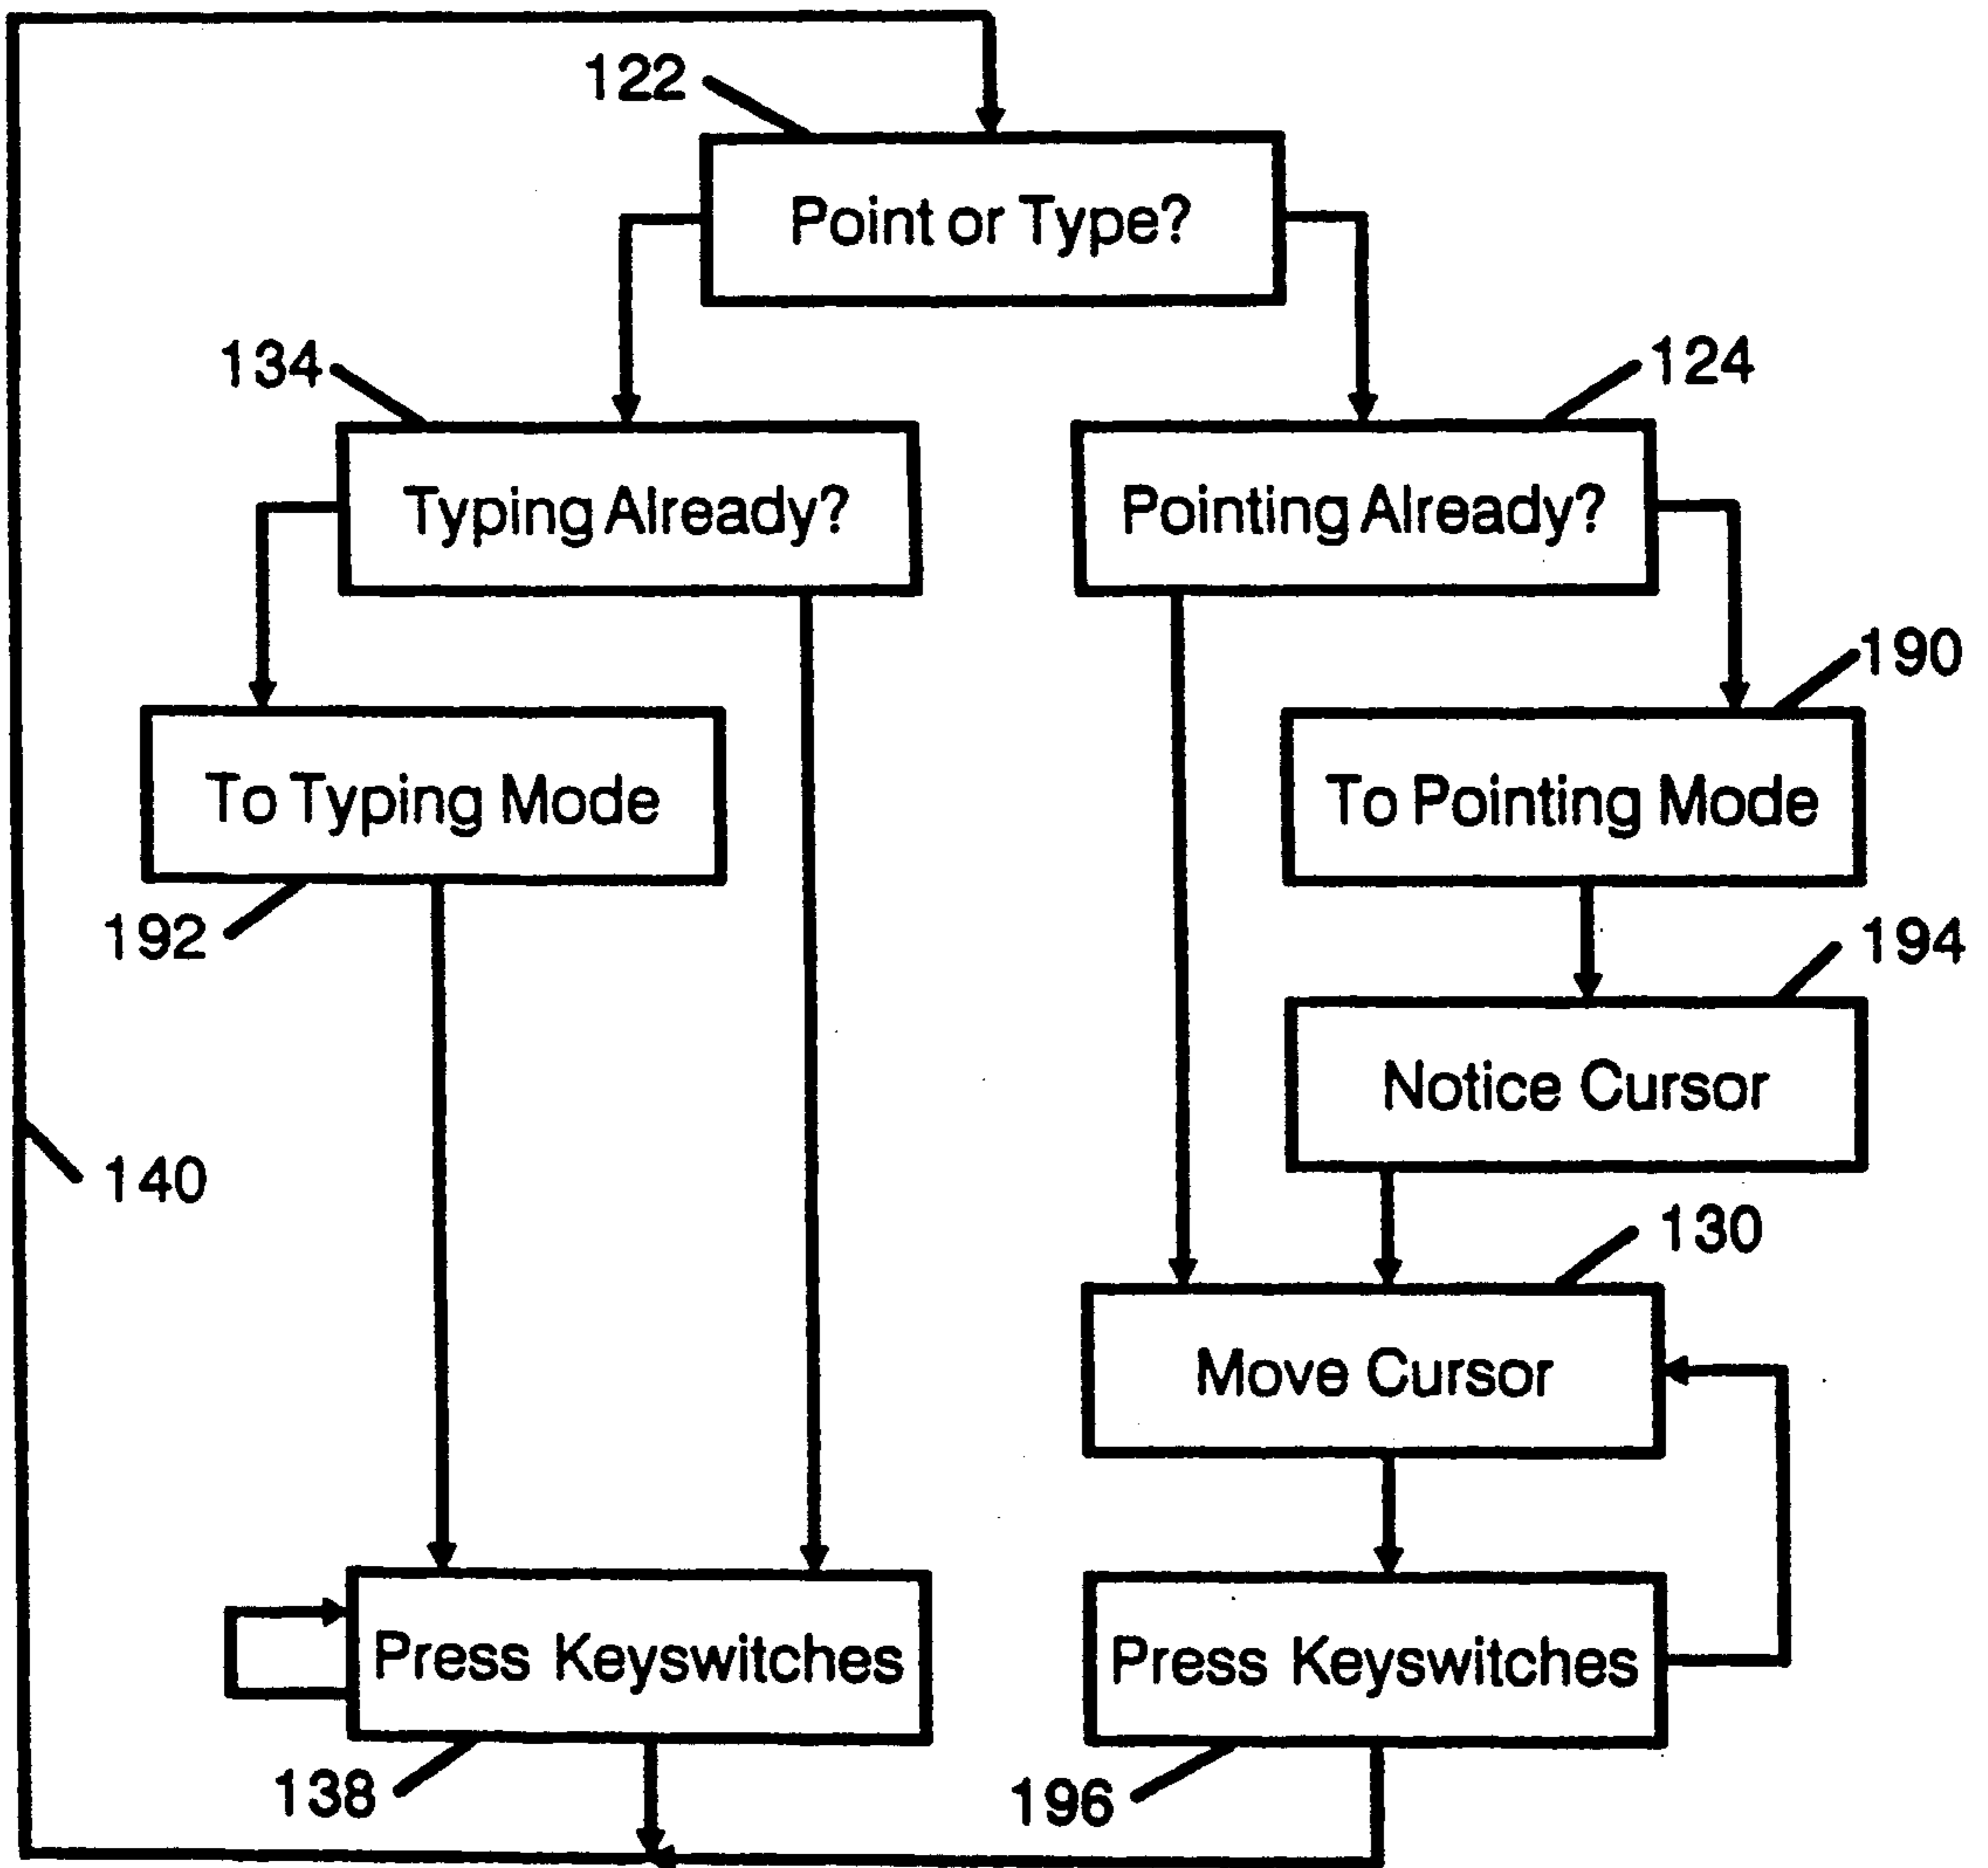 122
Point or Type?
134
124
Typing Already?
Pointing Already?
190
To Typing Mode
To Pointing Mode
192
194
Notice Cursor
140
130
Move Cursor
Press Keyswitches
Press Keyswitches
138
196